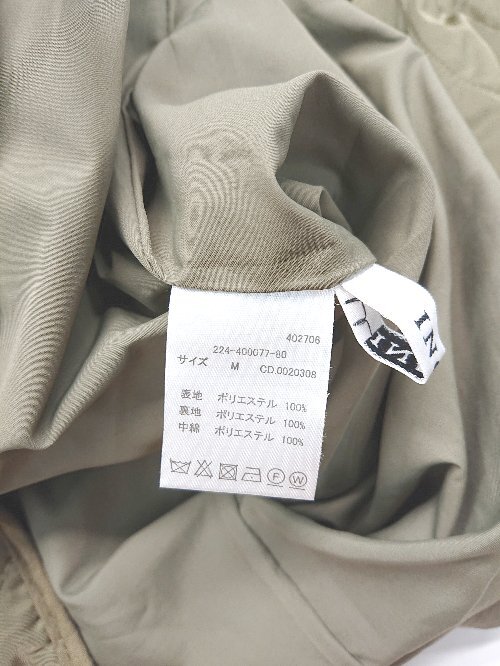 402706
224-400077-80
サイズ M CD.0020308
表地 ポリエステル 100%
裏地 ポリエステル 100%
中綿 ポリエステル 100%
F W
IN